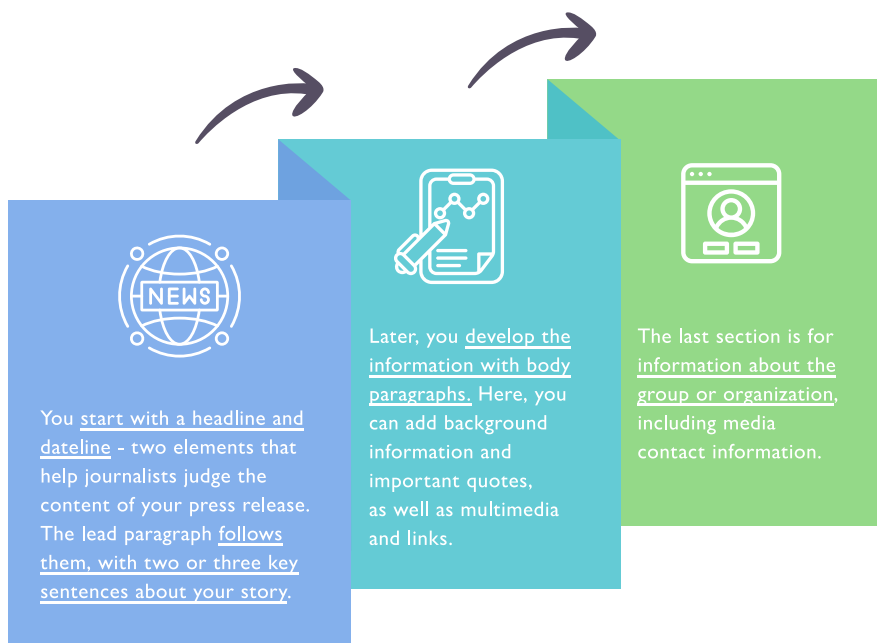 NEWS
You start with a headline and
dateline - two elements that
help journalists judge the
content of your press release.
The lead paragraph follows
them, with two or three key
sentences about your story.
Later, you develop the
information with body
paragraphs. Here, you
can add background
information and
important quotes,
as well as multimedia
and links.
The last section is for
information about the
group or organization,
including media
contact information.